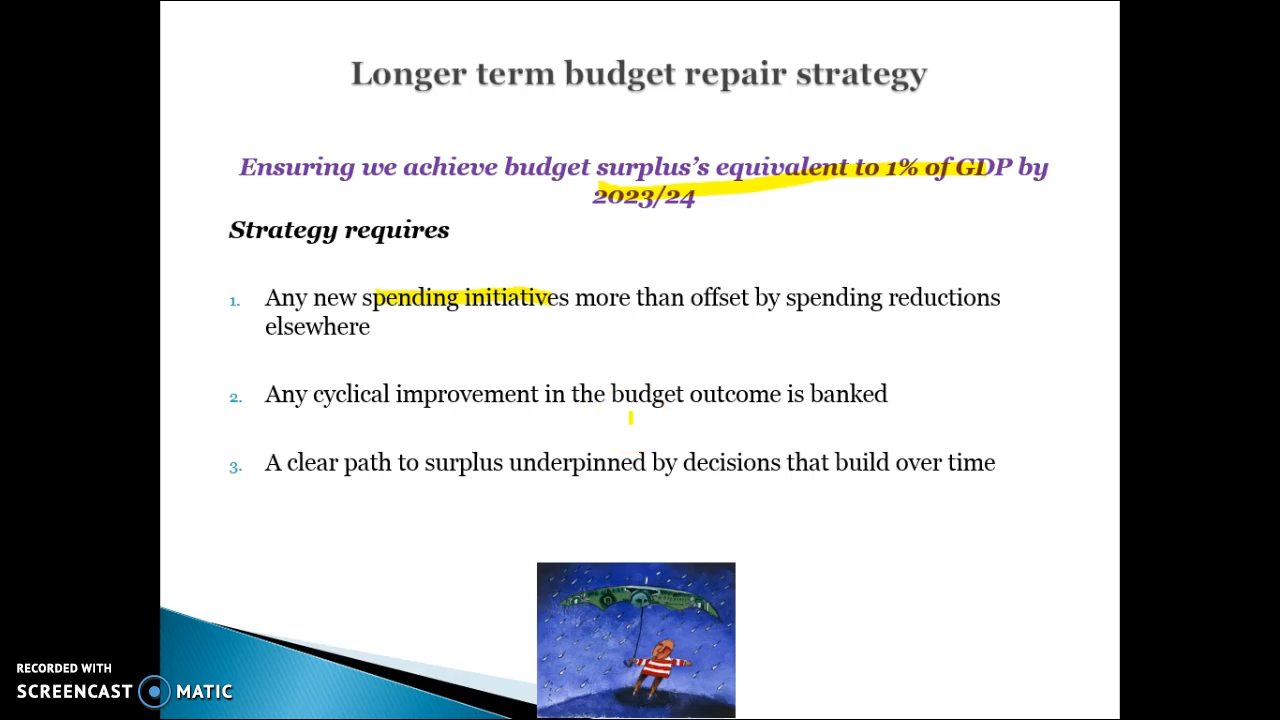 Longer term budget repair strategy
Ensuring we achieve budget surplus's equivalent to 1% of GDP by
2023/24
Strategy requires
1. Any new spending initiatives more than offset by spending reductions
elsewhere
2. Any cyclical improvement in the budget outcome is banked
3. A clear path to surplus underpinned by decisions that build over time
RECORDED WITH
SCREENCAST MATIC